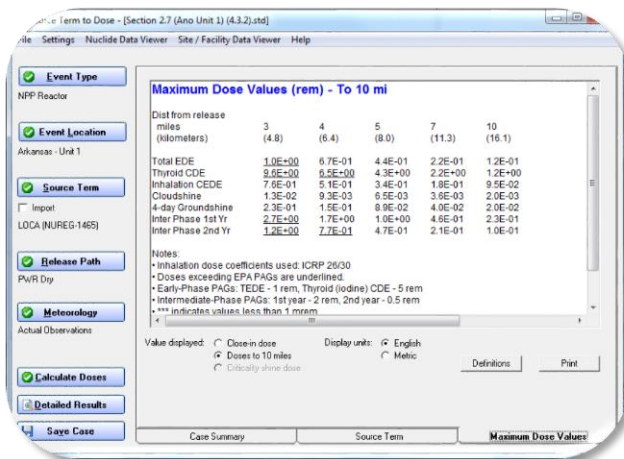 Term to Dose - [Section 2.7 (Ano Unit 1) (4.3.2).std]
File Settings Nuclide Data Viewer Site / Facility Data Viewer Help
Event Type
NPP Reactor
Event Location
Arkansas - Unit 1
Source Term
Import
LOCA (NUREG-1465)
Release Path
PWR Dry
Meteorology
Actual Observations
Calculate Doses
Detailed Results
Save Case
Maximum Dose Values (rem) - To 10 mi
Dist from release
miles 3 4 5 7 10
(kilometers) (4.8) (6.4) (8.0) (11.3) (16.1)
Total EDE 1.0E+00 6.7E-01 4.4E-01 2.2E-01 1.2E-01
Thyroid CDE 9.6E+00 6.5E+00 4.3E+00 2.2E+00 1.2E+00
Inhalation CEDE 7.6E-01 5.1E-01 3.4E-01 1.8E-01 9.5E-02
Cloudshine 1.3E-02 9.3E-03 6.5E-03 3.6E-03 2.0E-03
4-day Groundshine 2.3E-01 1.5E-01 8.9E-02 4.0E-02 2.0E-02
Inter Phase 1st Yr 2.7E+00 1.7E+00 1.0E+00 4.6E-01 2.3E-01
Inter Phase 2nd Yr 1.2E+00 7.7E-01 4.7E-01 2.1E-01 1.0E-01
Notes:
• Inhalation dose coefficients used: ICRP 26/30
• Doses exceeding EPA PAGs are underlined.
• Early-Phase PAGs: TEDE - 1 rem, Thyroid (iodine) CDE - 5 rem
• Intermediate-Phase PAGs: 1st year - 2 rem, 2nd year - 0.5 rem
• *** indicates values less than 1 mrem
Value displayed: Close-in dose Display units: English
Doses to 10 miles Metric
Criticality shine dose
Definitions Print
Case Summary Source Term Maximum Dose Values